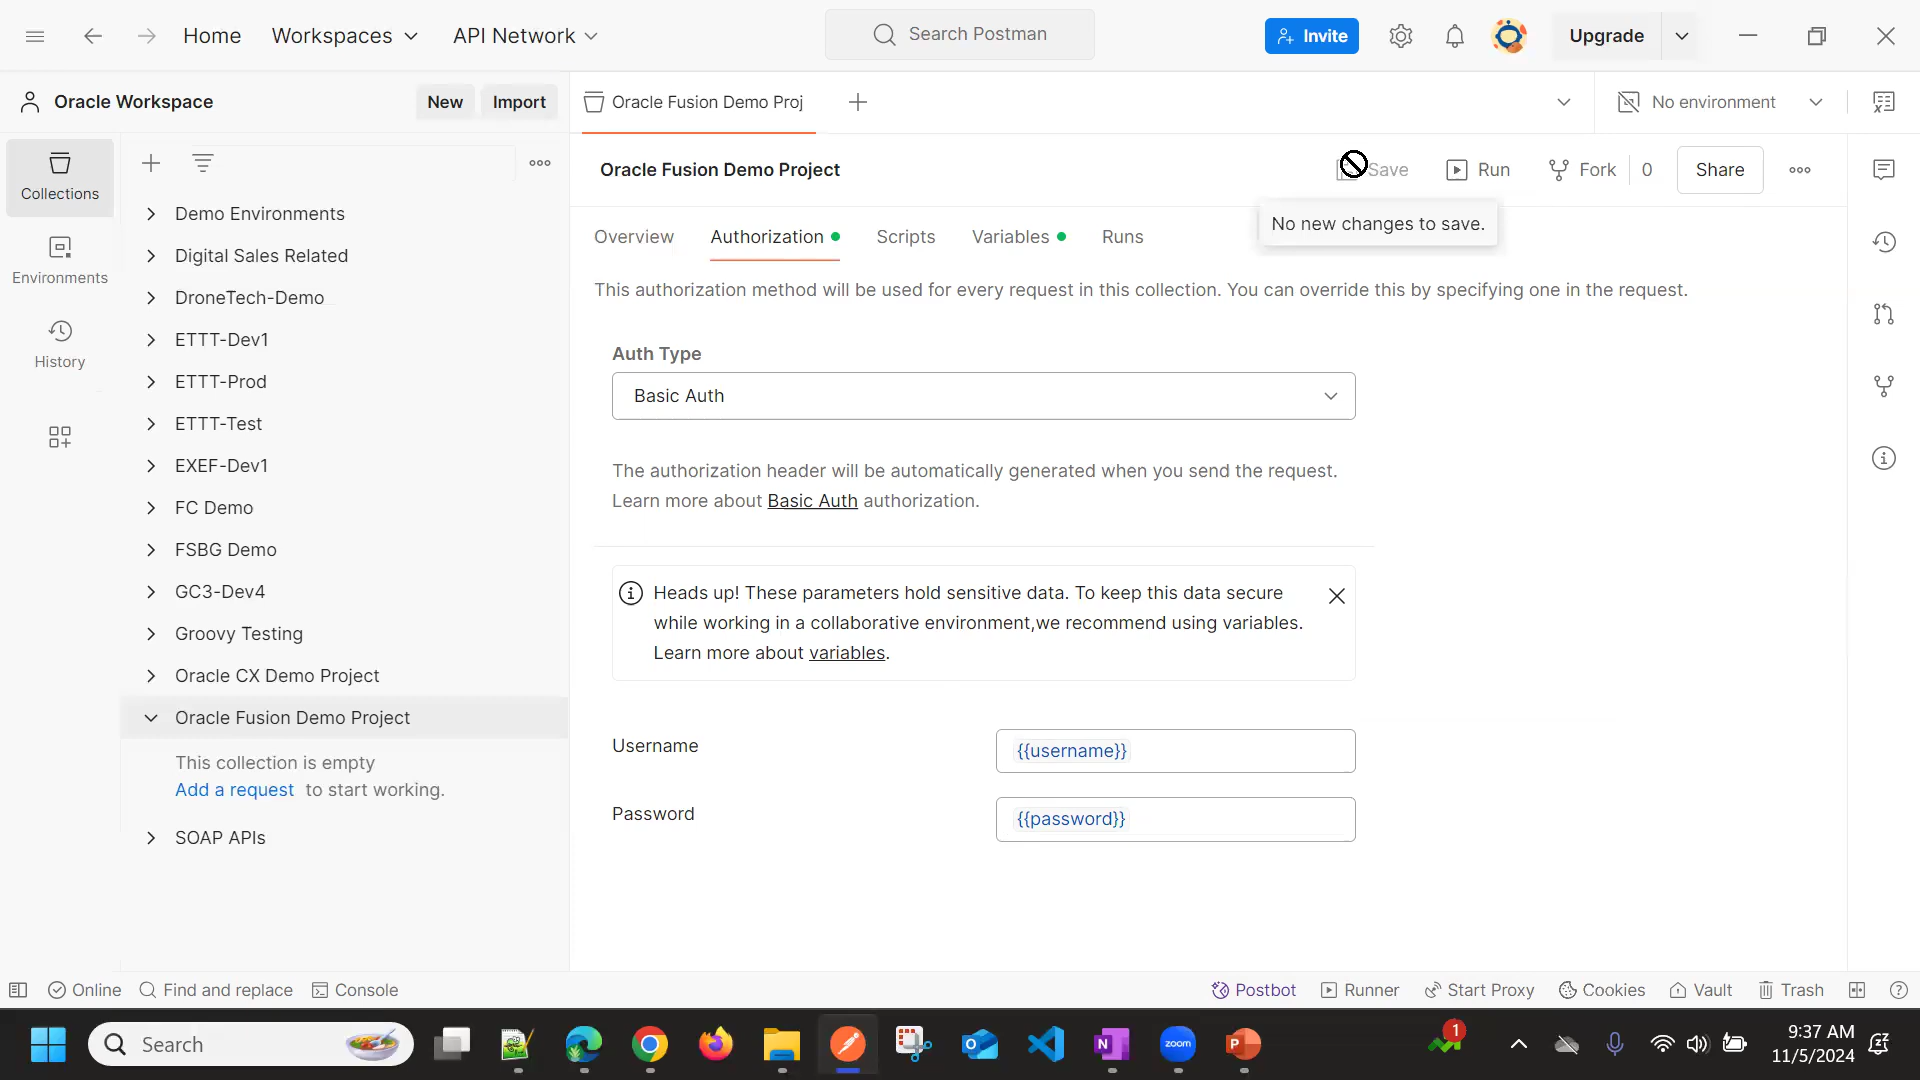 Home
Workspaces
API Network
Search Postman
Invite
Upgrade
Oracle Workspace
New
Import
Oracle Fusion Demo Proj
No environment
Collections
Environments
History
Demo Environments
Digital Sales Related
DroneTech-Demo
ETTT-Dev1
ETTT-Prod
ETTT-Test
EXEF-Dev1
FC Demo
FSBG Demo
GC3-Dev4
Groovy Testing
Oracle CX Demo Project
Oracle Fusion Demo Project
This collection is empty
Add a request to start working.
SOAP APIs
Oracle Fusion Demo Project
Save
Run
Fork
0
Share
No new changes to save.
Overview
Authorization
Scripts
Variables
Runs
This authorization method will be used for every request in this collection. You can override this by specifying one in the request.
Auth Type
Basic Auth
The authorization header will be automatically generated when you send the request.
Learn more about Basic Auth authorization.
Heads up! These parameters hold sensitive data. To keep this data secure
while working in a collaborative environment,we recommend using variables.
Learn more about variables.
Username
{{username}}
Password
{{password}}
Online
Find and replace
Console
Postbot
Runner
Start Proxy
Cookies
Vault
Trash
Search
zoom
1
9:37 AM
11/5/2024